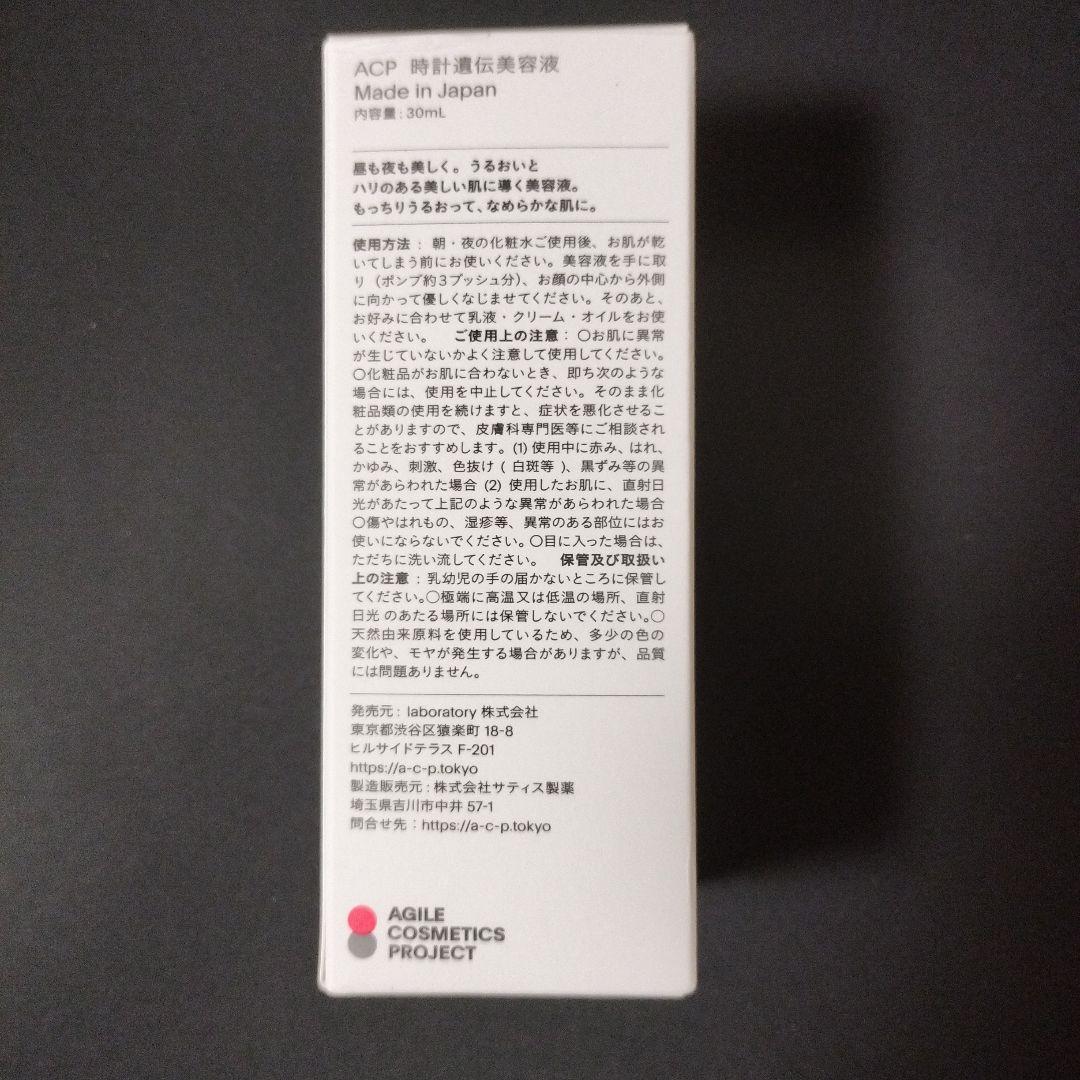 ACP 時計遺伝美容液
Made in Japan
内容量：30mL
昼も夜も美しく。うるおいと
ハリのある美しい肌に導く美容液。
もっちりうるおって、なめらかな肌に。
使用方法：朝・夜の化粧水ご使用後、お肌が乾
いてしまう前にお使いください。美容液を手に取
り（ポンプ約3プッシュ分）、お顔の中心から外側
に向かって優しくなじませてください。そのあと、
お好みに合わせて乳液・クリーム・オイルをお使
いください。 ご使用上の注意：〇お肌に異常
が生じていないかよく注意して使用してください。
〇化粧品がお肌に合わないとき、即ち次のような
場合には、使用を中止してください。そのまま化
粧品類の使用を続けますと、症状を悪化させるこ
とがありますので、皮膚科専門医等にご相談され
ることをおすすめします。(1) 使用中に赤み、はれ、
かゆみ、刺激、色抜け ( 白斑等 )、黒ずみ等の異
常があらわれた場合 (2) 使用したお肌に、直射日
光があたって上記のような異常があらわれた場合
〇傷やはれもの、湿疹等、異常のある部位にはお
使いにならないでください。〇目に入った場合は、
ただちに洗い流してください。 保管及び取扱い
上の注意：乳幼児の手の届かないところに保管し
てください。〇極端に高温又は低温の場所、直射
日光 のあたる場所には保管しないでください。〇
天然由来原料を使用しているため、多少の色の
変化や、モヤが発生する場合がありますが、品質
には問題ありません。
発売元：laboratory 株式会社
東京都渋谷区猿楽町 18-8
ヒルサイドテラス F-201
https://a-c-p.tokyo
製造販売元：株式会社サティス製薬
埼玉県吉川市中井 57-1
問合せ先：https://a-c-p.tokyo
AGILE
COSMETICS
PROJECT